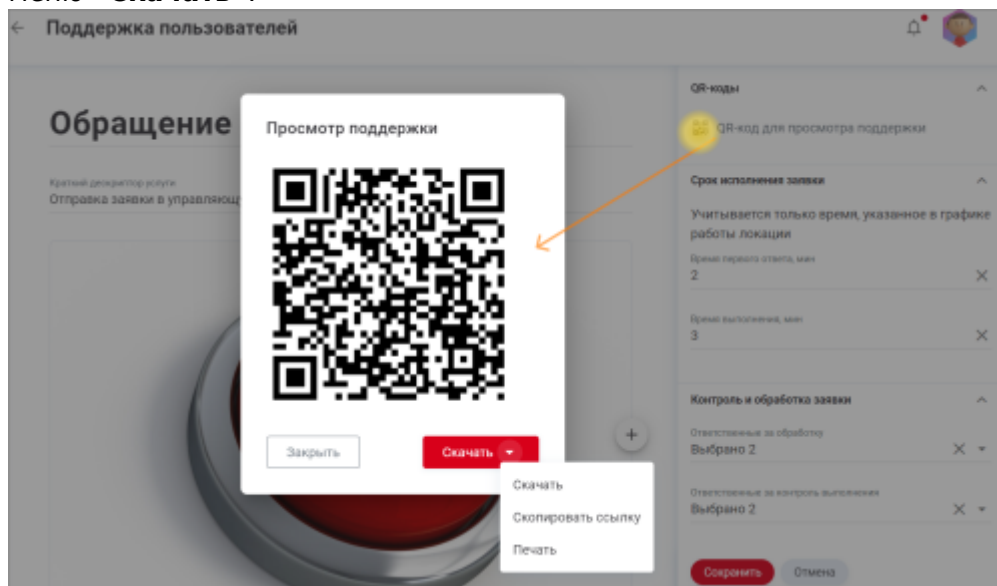 Поддержка пользователей
Обращение
Краткий дескриптор услуги
Отправка заявки в управляющ
Просмотр поддержки
Закрыть
Скачать
Скачать
Скопировать ссылку
Печать
QR-коды
QR-код для просмотра поддержки
Срок исполнения заявки
Учитывается только время, указанное в графике
работы локации
Время первого ответа, мин
2
Время выполнения, мин
3
Контроль и обработка заявки
Ответственные за обработку
Выбрано 2
Ответственные за контроль выполнения
Выбрано 2
Сохранить
Отмена